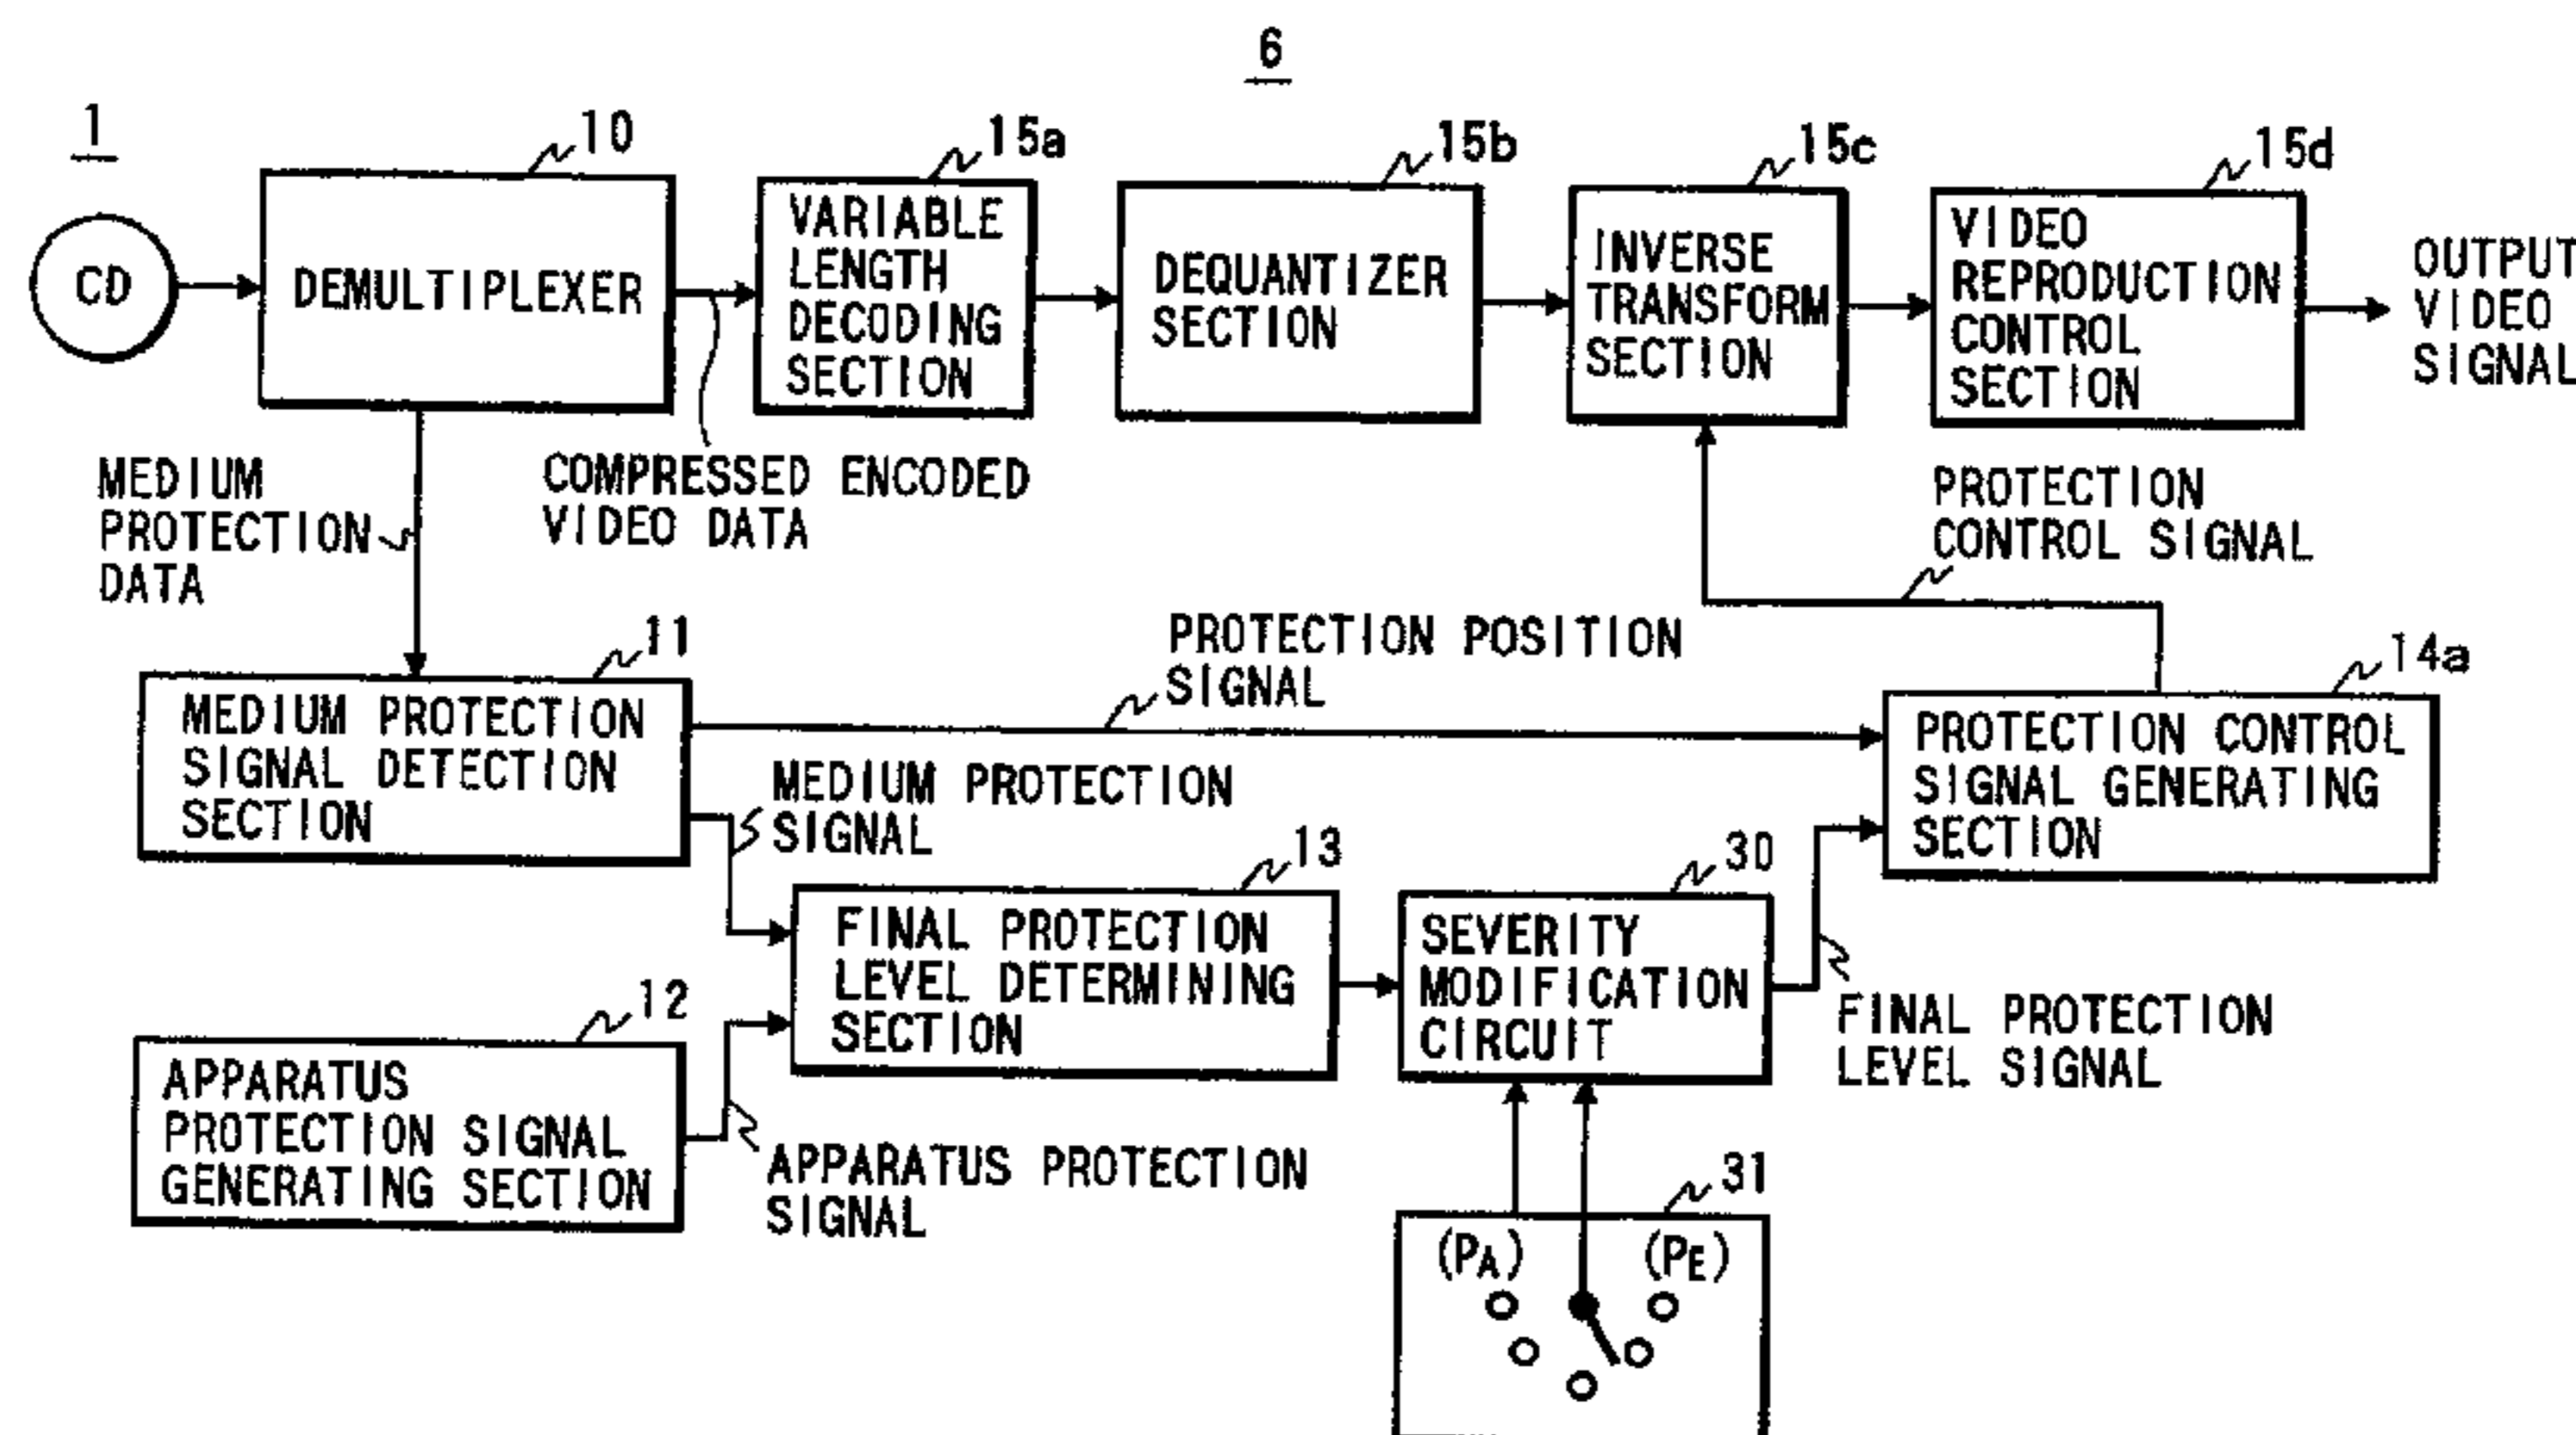 6
1
10
15a
15b
15c
15d
CD
DEMULTIPLEXER
VARIABLE
LENGTH
DECODING
SECTION
DEQUANTIZER
SECTION
INVERSE
TRANSFORM
SECTION
VIDEO
REPRODUCTION
CONTROL
SECTION
OUTPUT
VIDEO
SIGNAL
MEDIUM
PROTECTION
DATA
COMPRESSED ENCODED
VIDEO DATA
PROTECTION
CONTROL SIGNAL
11
PROTECTION POSITION
SIGNAL
14a
MEDIUM PROTECTION
SIGNAL DETECTION
SECTION
MEDIUM PROTECTION
SIGNAL
PROTECTION CONTROL
SIGNAL GENERATING
SECTION
13
30
FINAL PROTECTION
LEVEL DETERMINING
SECTION
SEVERITY
MODIFICATION
CIRCUIT
FINAL PROTECTION
LEVEL SIGNAL
12
APPARATUS
PROTECTION SIGNAL
GENERATING SECTION
APPARATUS PROTECTION
SIGNAL
31
(PA)
(PE)